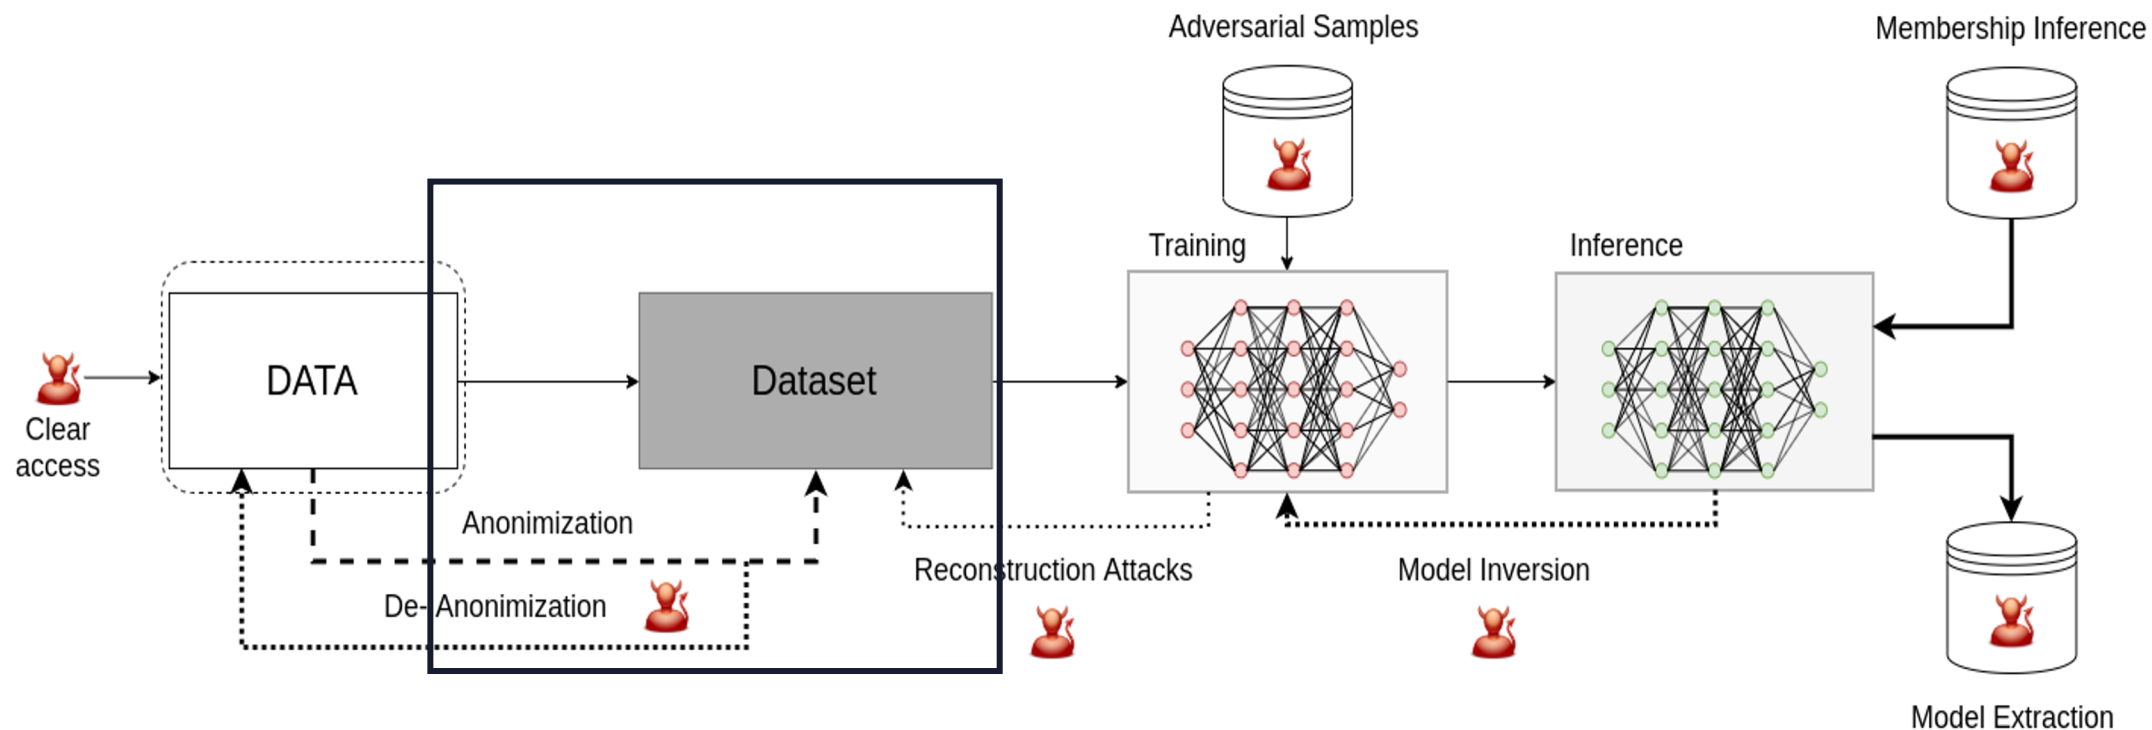 Adversarial Samples
Membership Inference
Training
Inference
DATA
Dataset
Clear
access
Anonimization
De-Anonimization
Reconstruction Attacks
Model Inversion
Model Extraction